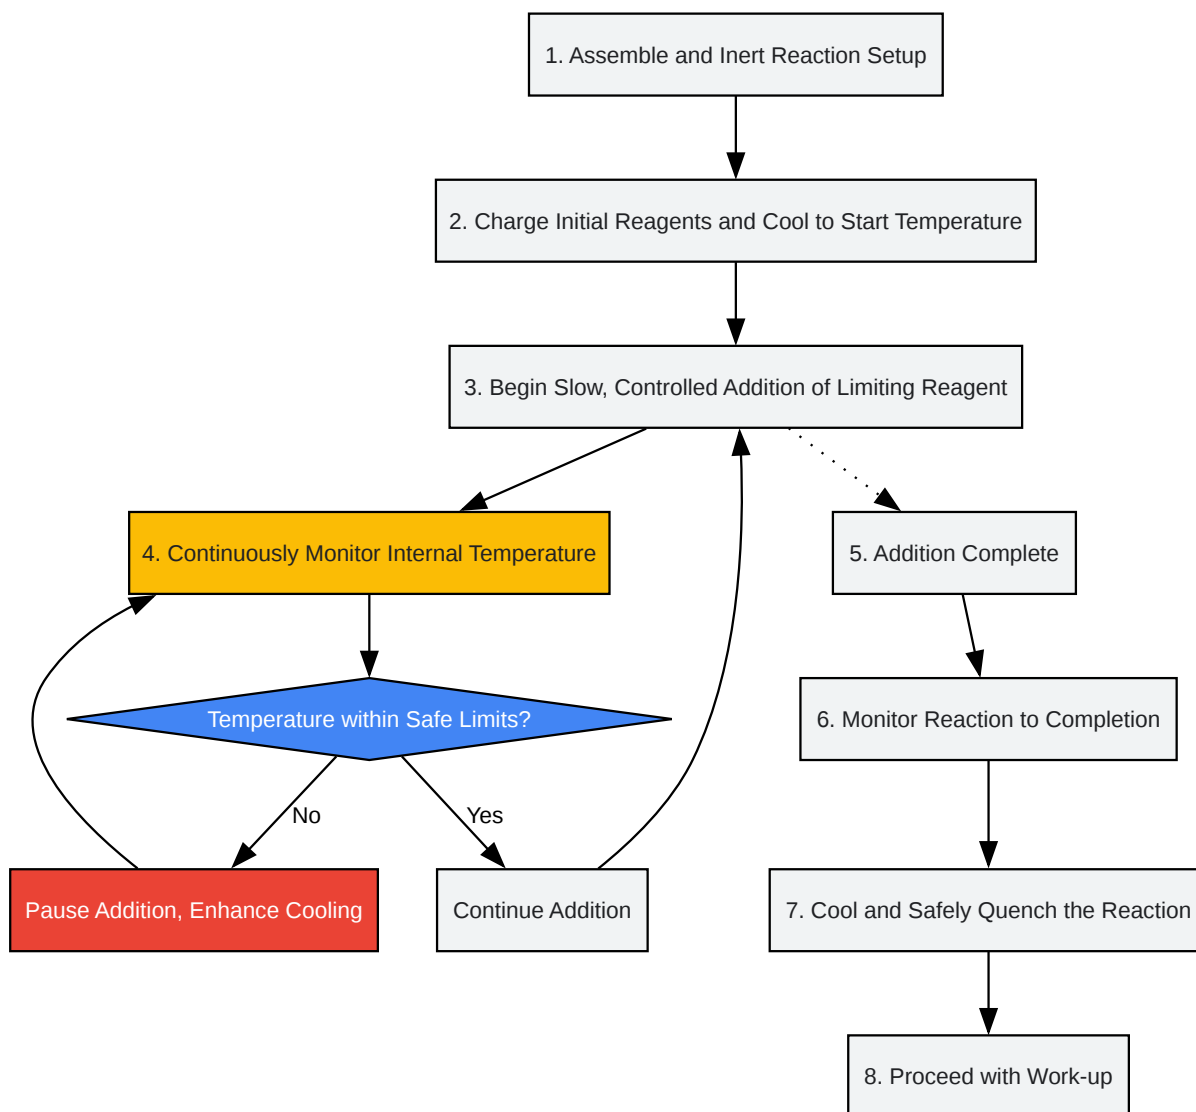 1. Assemble and Inert Reaction Setup
2. Charge Initial Reagents and Cool to Start Temperature
3. Begin Slow, Controlled Addition of Limiting Reagent
4. Continuously Monitor Internal Temperature
5. Addition Complete
Temperature within Safe Limits?
6. Monitor Reaction to Completion
No
Yes
Pause Addition, Enhance Cooling
Continue Addition
7. Cool and Safely Quench the Reaction
8. Proceed with Work-up